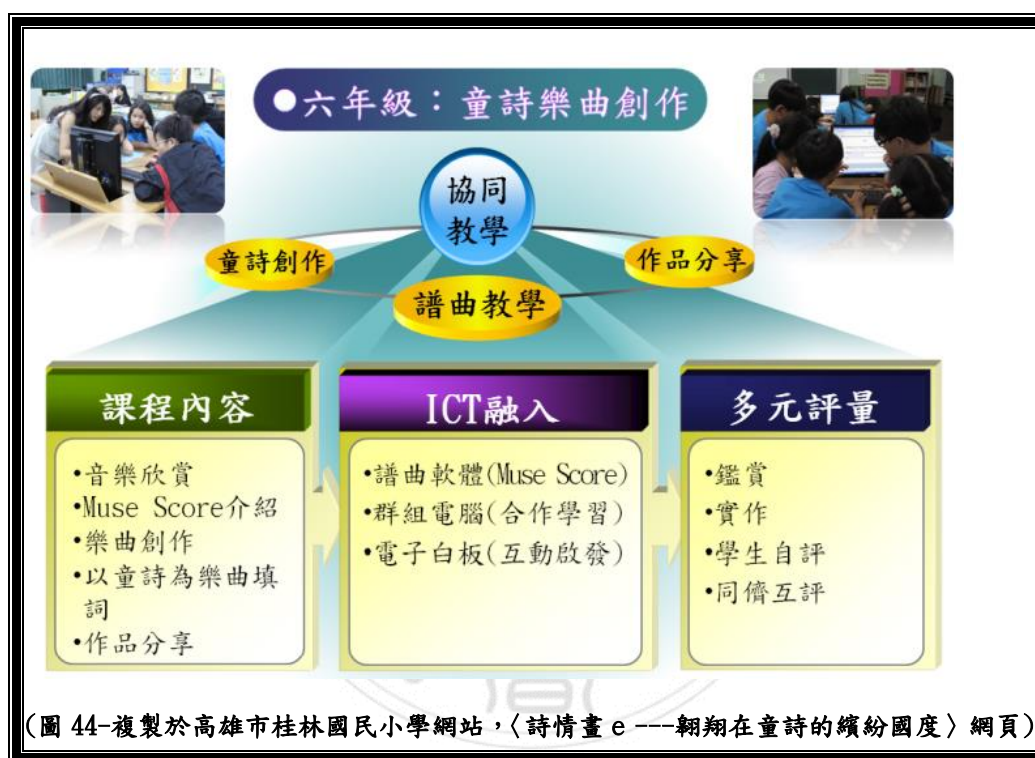 ●六年級：童詩樂曲創作
協同
教學
童詩創作
譜曲教學
作品分享
課程內容
•音樂欣賞
•Muse Score介紹
•樂曲創作
•以童詩為樂曲填
詞
•作品分享
ICT融入
•譜曲軟體(Muse Score)
•群組電腦(合作學習)
•電子白板(互動啟發)
多元評量
•鑑賞
•實作
•學生自評
•同儕互評
(圖 44-複製於高雄市桂林國民小學網站，〈詩情畫 e ---翱翔在童詩的繽紛國度〉網頁)